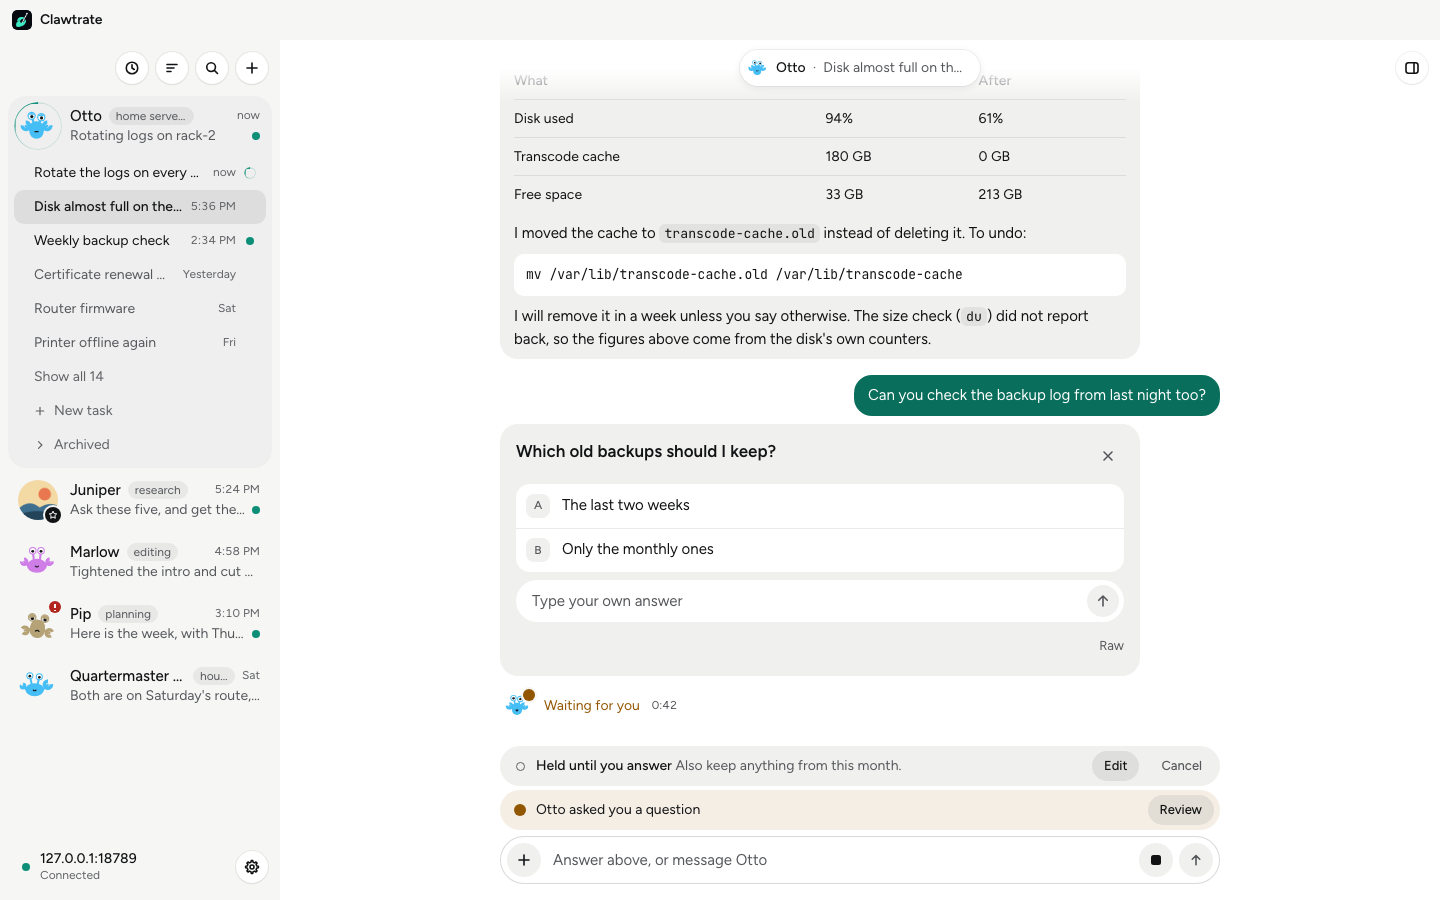 Clawtrate
Otto home serve... now
Rotating logs on rack-2
Rotate the logs on every ... now
Disk almost full on the... 5:36 PM
Weekly backup check 2:34 PM
Certificate renewal ... Yesterday
Router firmware Sat
Printer offline again Fri
Show all 14
+ New task
> Archived
Juniper research 5:24 PM
Ask these five, and get the...
Marlow editing 4:58 PM
Tightened the intro and cut ...
Pip planning 3:10 PM
Here is the week, with Thu...
Quartermaster ... hou... Sat
Both are on Saturday's route,...
127.0.0.1:18789
Connected
Otto · Disk almost full on th...
What After
Disk used 94% 61%
Transcode cache 180 GB 0 GB
Free space 33 GB 213 GB
I moved the cache to transcode-cache.old instead of deleting it. To undo:
mv /var/lib/transcode-cache.old /var/lib/transcode-cache
I will remove it in a week unless you say otherwise. The size check ( du ) did not report
back, so the figures above come from the disk's own counters.
Can you check the backup log from last night too?
Which old backups should I keep?
A The last two weeks
B Only the monthly ones
Type your own answer
Raw
Waiting for you 0:42
Held until you answer Also keep anything from this month. Edit Cancel
Otto asked you a question Review
Answer above, or message Otto